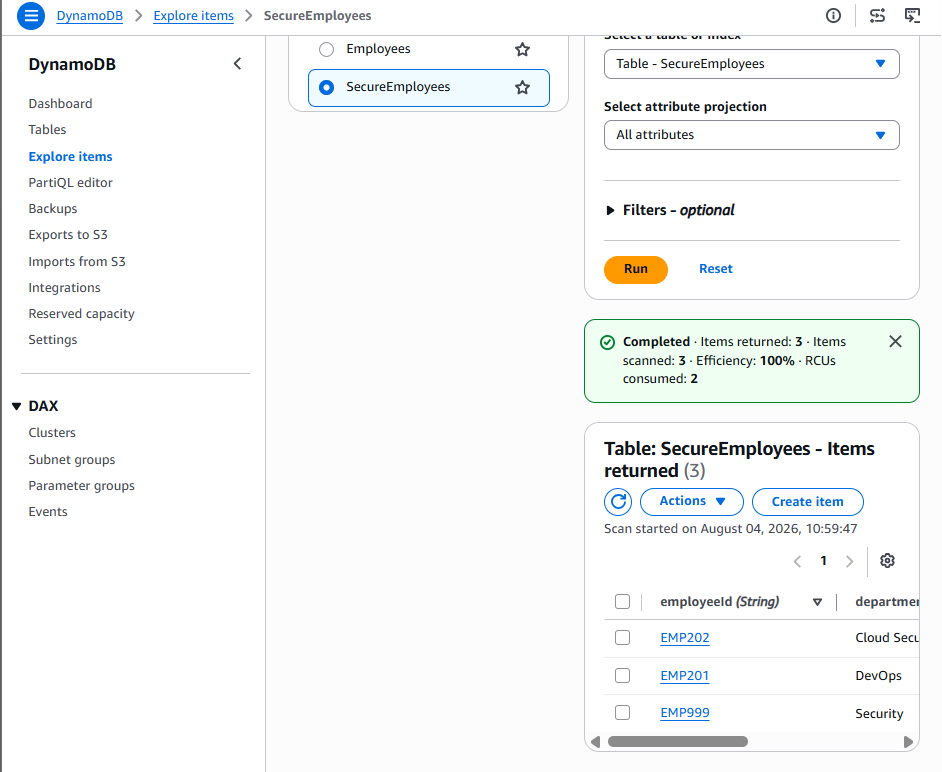 DynamoDB > Explore items > SecureEmployees
DynamoDB
Dashboard
Tables
Explore items
PartiQL editor
Backups
Exports to S3
Imports from S3
Integrations
Reserved capacity
Settings
DAX
Clusters
Subnet groups
Parameter groups
Events
Employees
SecureEmployees
Select a table or index
Table - SecureEmployees
Select attribute projection
All attributes
Filters - optional
Run Reset
Completed · Items returned: 3 · Items
scanned: 3 · Efficiency: 100% · RCUs
consumed: 2
Table: SecureEmployees - Items
returned (3)
Actions Create item
Scan started on August 04, 2026, 10:59:47
1
employeeId (String) departmen
EMP202 Cloud Secu
EMP201 DevOps
EMP999 Security